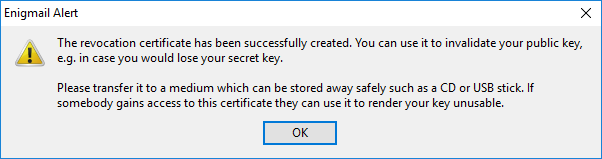 Enigmail Alert
The revocation certificate has been successfully created. You can use it to invalidate your public key,
e.g. in case you would lose your secret key.
Please transfer it to a medium which can be stored away safely such as a CD or USB stick. If
somebody gains access to this certificate they can use it to render your key unusable.
OK